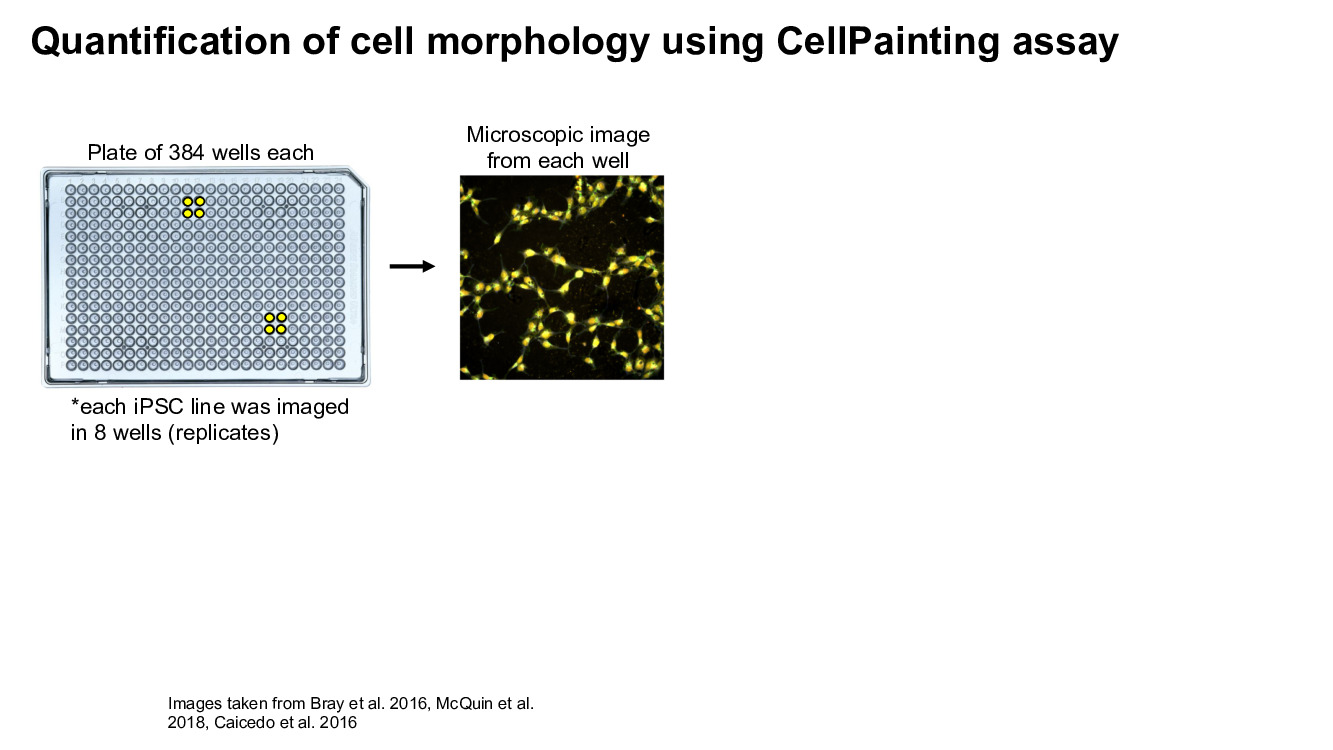 Quantification of cell morphology using CellPainting assay
Plate of 384 wells each
Microscopic image
from each well
*each iPSC line was imaged
in 8 wells (replicates)
Images taken from Bray et al. 2016, McQuin et al.
2018, Caicedo et al. 2016